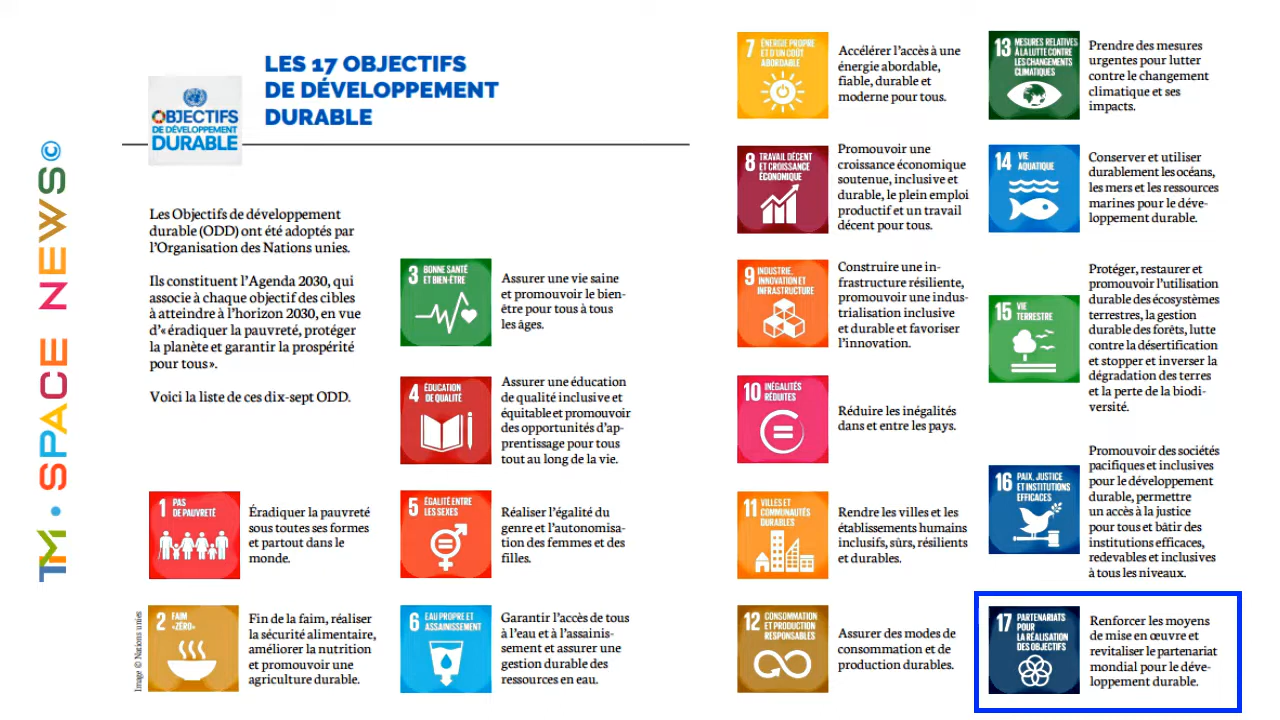 LES 17 OBJECTIFS
DE DÉVELOPPEMENT
DURABLE
OBJECTIFS
DE DÉVELOPPEMENT
DURABLE
TM • SPACE NEWS©
Les Objectifs de développement
durable (ODD) ont été adoptés par
l'Organisation des Nations unies.
Ils constituent l'Agenda 2030, qui
associe à chaque objectif des cibles
à atteindre à l'horizon 2030, en vue
d'« éradiquer la pauvreté, protéger
la planète et garantir la prospérité
pour tous ».
Voici la liste de ces dix-sept ODD.
Image © Nations unies
1 PAS
DE PAUVRETÉ
Éradiquer la pauvreté
sous toutes ses formes
et partout dans le
monde.
2 FAIM
«ZÉRO»
Fin de la faim, réaliser
la sécurité alimentaire,
améliorer la nutrition
et promouvoir une
agriculture durable.
3 BONNE SANTÉ
ET BIEN-ÊTRE
Assurer une vie saine
et promouvoir le bien-
être pour tous à tous
les âges.
4 ÉDUCATION
DE QUALITÉ
Assurer une éducation
de qualité inclusive et
équitable et promouvoir
des opportunités d'ap-
prentissage pour tous
tout au long de la vie.
5 ÉGALITÉ ENTRE
LES SEXES
Réaliser l'égalité du
genre et l'autonomisa-
tion des femmes et des
filles.
6 EAU PROPRE ET
ASSAINISSEMENT
Garantir l'accès de tous
à l'eau et à l'assainis-
sement et assurer une
gestion durable des
ressources en eau.
7 ÉNERGIE PROPRE
ET D'UN COÛT
ABORDABLE
Accélérer l'accès à une
énergie abordable,
fiable, durable et
moderne pour tous.
8 TRAVAIL DÉCENT
ET CROISSANCE
ÉCONOMIQUE
Promouvoir une
croissance économique
soutenue, inclusive et
durable, le plein emploi
productif et un travail
décent pour tous.
9 INDUSTRIE,
INNOVATION ET
INFRASTRUCTURE
Construire une in-
frastructure résiliente,
promouvoir une indus-
trialisation inclusive
et durable et favoriser
l'innovation.
10 INÉGALITÉS
RÉDUITES
Réduire les inégalités
dans et entre les pays.
11 VILLES ET
COMMUNAUTÉS
DURABLES
Rendre les villes et les
établissements humains
inclusifs, sûrs, résilients
et durables.
12 CONSOMMATION
ET PRODUCTION
RESPONSABLES
Assurer des modes de
consommation et de
production durables.
13 MESURES RELATIVES
À LA LUTTE CONTRE
LES CHANGEMENTS
CLIMATIQUES
Prendre des mesures
urgentes pour lutter
contre le changement
climatique et ses
impacts.
14 VIE
AQUATIQUE
Conserver et utiliser
durablement les océans,
les mers et les ressources
marines pour le déve-
loppement durable.
15 VIE
TERRESTRE
Protéger, restaurer et
promouvoir l'utilisation
durable des écosystèmes
terrestres, la gestion
durable des forêts, lutte
contre la désertification
et stopper et inverser la
dégradation des terres
et la perte de la biodi-
versité.
16 PAIX, JUSTICE
ET INSTITUTIONS
EFFICACES
Promouvoir des sociétés
pacifiques et inclusives
pour le développement
durable, permettre
un accès à la justice
pour tous et bâtir des
institutions efficaces,
redevables et inclusives
à tous les niveaux.
17 PARTENARIATS
POUR
LA RÉALISATION
DES OBJECTIFS
Renforcer les moyens
de mise en œuvre et
revitaliser le partenariat
mondial pour le déve-
loppement durable.